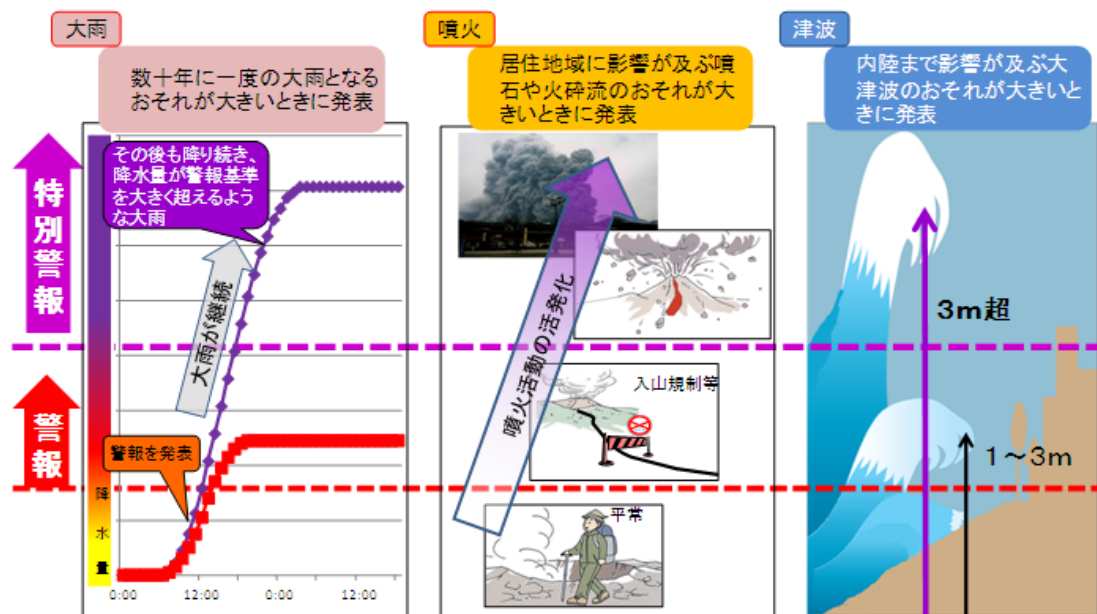 大雨
数十年に一度の大雨となる
おそれが大きいときに発表
噴火
居住地域に影響が及ぶ噴
石や火砕流のおそれが大
きいときに発表
津波
内陸まで影響が及ぶ大
津波のおそれが大きいと
きに発表
特別警報
警報
降水量
その後も降り続き、
降水量が警報基準
を大きく超えるよう
な大雨
大雨が継続
警報を発表
0:00
12:00
0:00
12:00
噴火活動の活発化
入山規制等
平常
3m超
1～3m